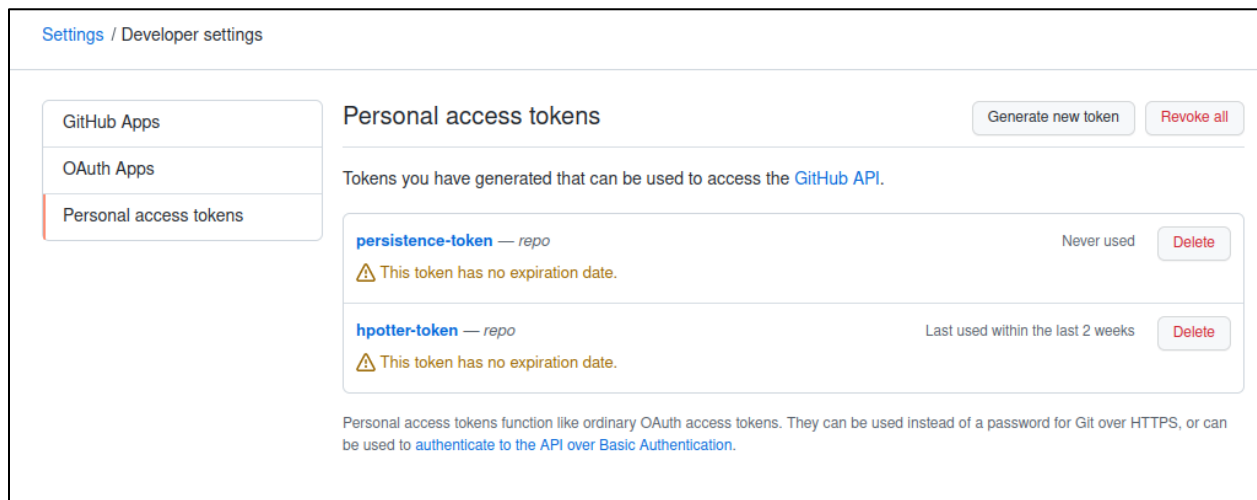 Settings / Developer settings
GitHub Apps
OAuth Apps
Personal access tokens
Personal access tokens
Generate new token
Revoke all
Tokens you have generated that can be used to access the GitHub API.
persistence-token — repo
Never used
Delete
This token has no expiration date.
hpotter-token — repo
Last used within the last 2 weeks
Delete
This token has no expiration date.
Personal access tokens function like ordinary OAuth access tokens. They can be used instead of a password for Git over HTTPS, or can
be used to authenticate to the API over Basic Authentication.